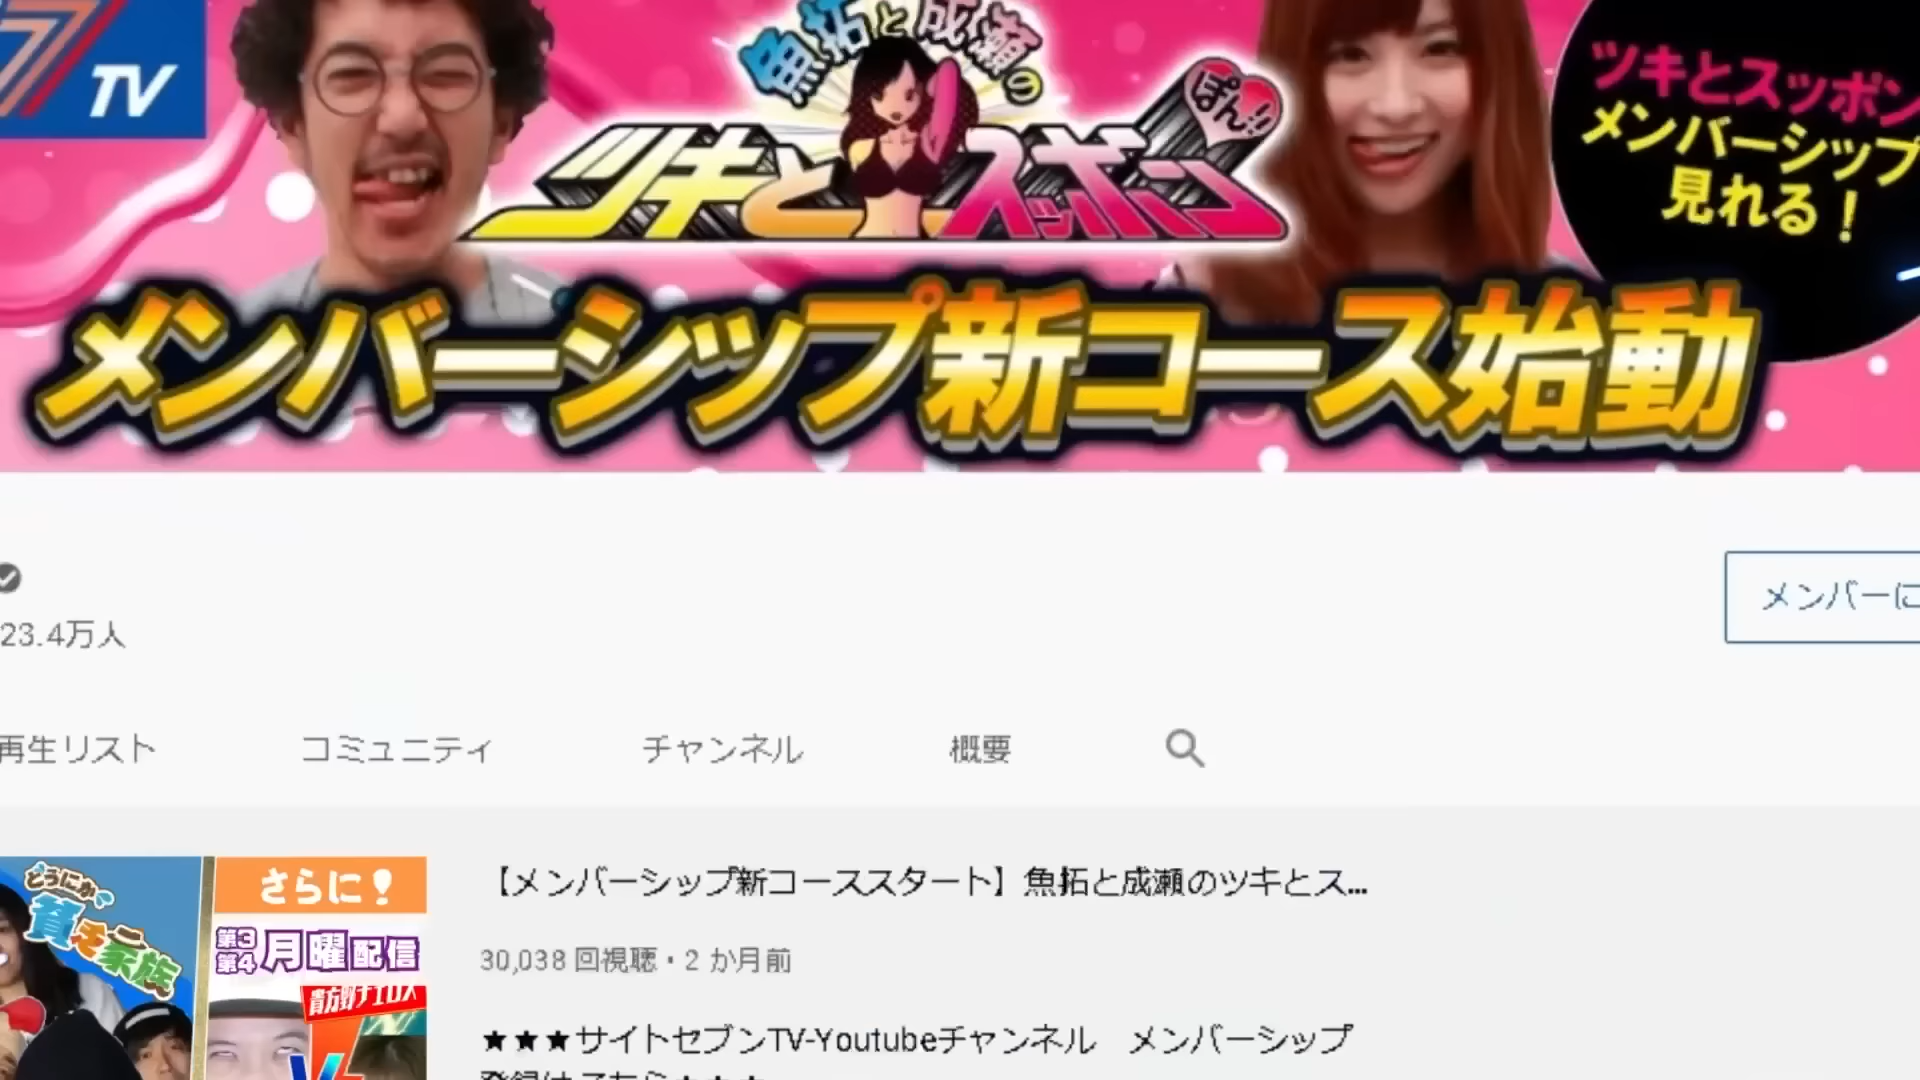 7 TV
魚拓と成瀬の
ツキとスッポン
ぽん!!
ツキとスッポン
メンバーシップ
見れる!
メンバーシップ新コース始動
23.4万人
メンバーに
再生リスト
コミュニティ
チャンネル
概要
どうにか
貧乏家族
さらに!
第3
第4
月曜配信
【メンバーシップ新コーススタート】魚拓と成瀬のツキとス...
30,038 回視聴・2 か月前
★★★サイトセブンTV-Youtubeチャンネル　メンバーシップ